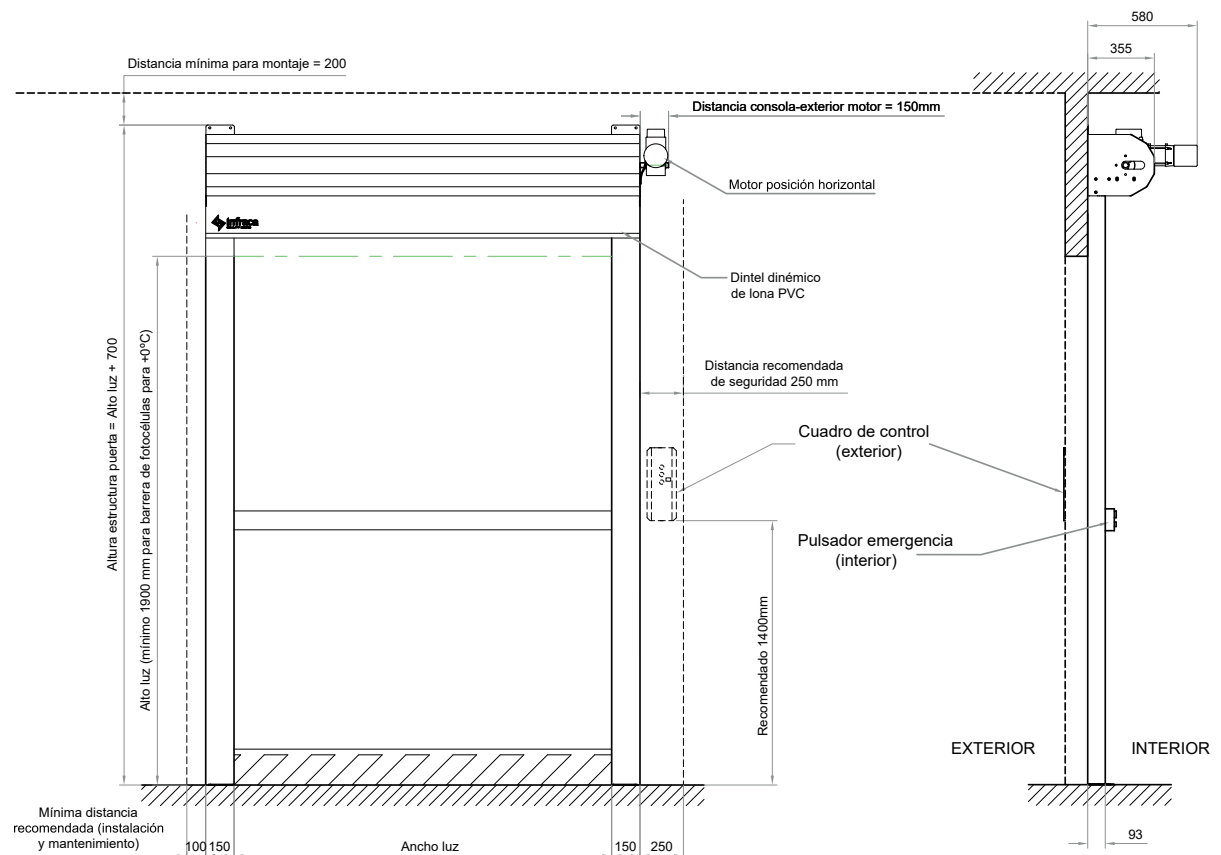 580
355
Distancia mínima para montaje = 200
Distancia consola-exterior motor = 150mm
Motor posición horizontal
Dintel dinémico
de lona PVC
Distancia recomendada
de seguridad 250 mm
Altura estructura puerta = Alto luz + 700
Alto luz (mínimo 1900 mm para barrera de fotocélulas para +0ºC)
Cuadro de control
(exterior)
Pulsador emergencia
(interior)
Recomendado 1400mm
EXTERIOR
INTERIOR
Mínima distancia
recomendada (instalación
y mantenimiento)
100 150 Ancho luz 150 250
93